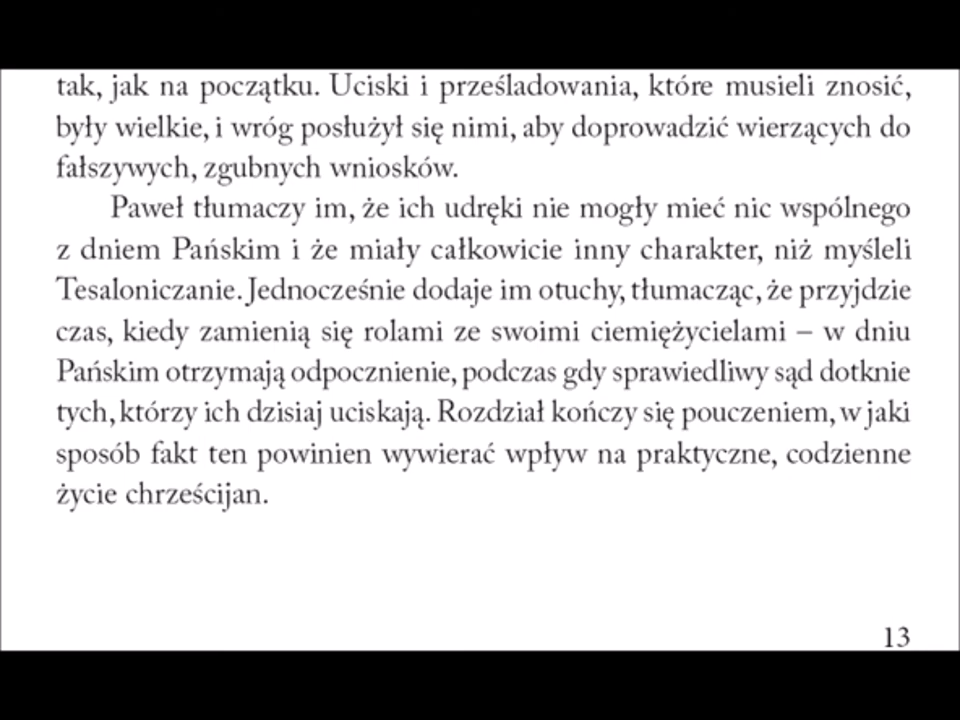 tak, jak na początku. Uciski i prześladowania, które musieli znosić,
były wielkie, i wróg posłużył się nimi, aby doprowadzić wierzących do
fałszywych, zgubnych wniosków.
Paweł tłumaczy im, że ich udręki nie mogły mieć nic wspólnego
z dniem Pańskim i że miały całkowicie inny charakter, niż myśleli
Tesaloniczanie. Jednocześnie dodaje im otuchy, tłumacząc, że przyjdzie
czas, kiedy zamienią się rolami ze swoimi ciemiężycielami – w dniu
Pańskim otrzymają odpocznienie, podczas gdy sprawiedliwy sąd dotknie
tych, którzy ich dzisiaj uciskają. Rozdział kończy się pouczeniem, w jaki
sposób fakt ten powinien wywierać wpływ na praktyczne, codzienne
życie chrześcijan.
13